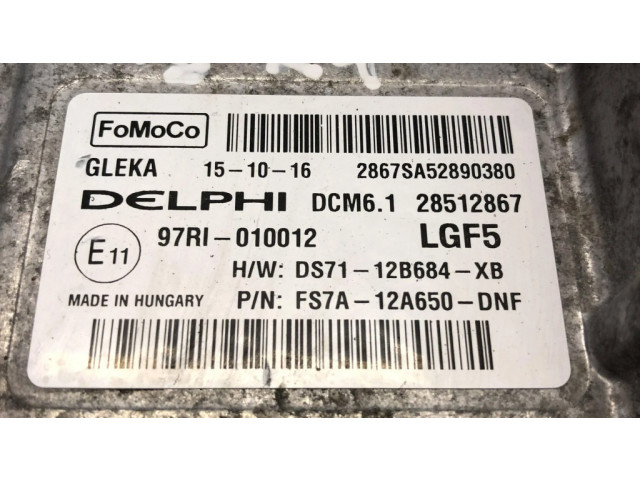 FoMoCo
GLEKA 15-10-16 2867SA52890380
DELPHI DCM6.1 28512867
E11 97RI-010012 LGF5
H/W: DS71-12B684-XB
MADE IN HUNGARY P/N: FS7A-12A650-DNF